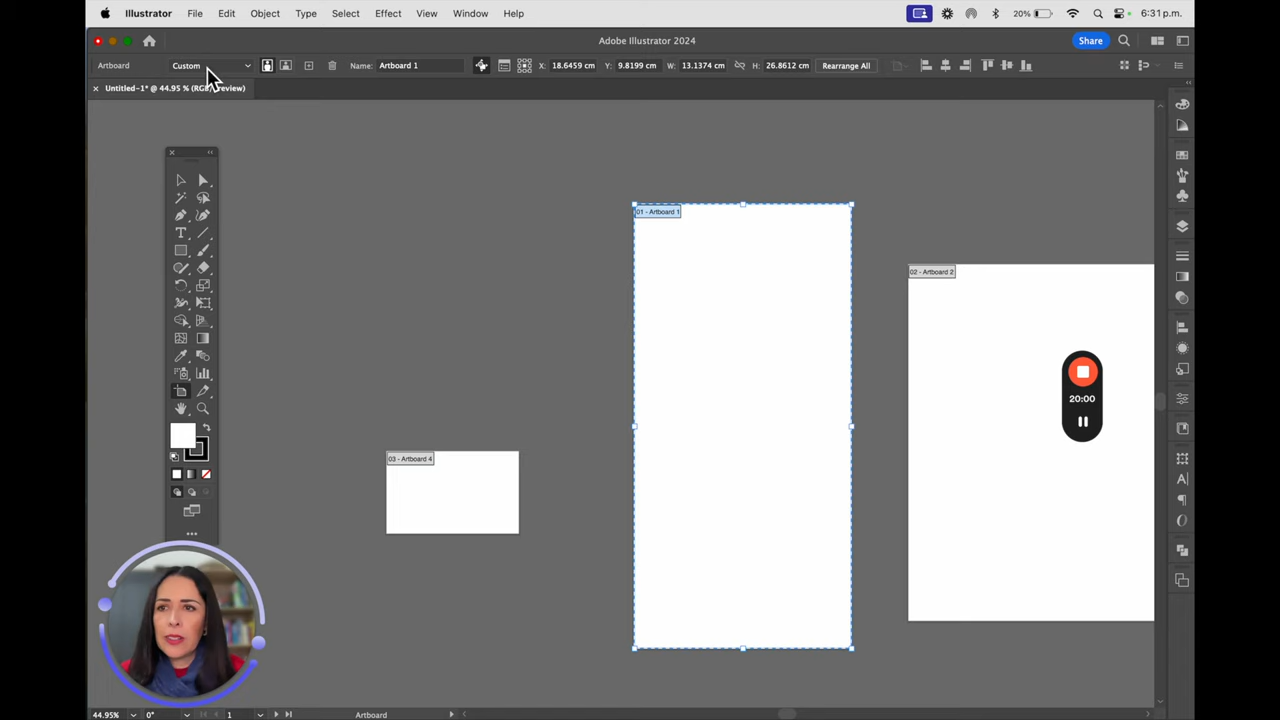 Illustrator File Edit Object Type Select Effect View Window Help 20% 6:31 p.m.
Adobe Illustrator 2024 Share
Artboard Custom Name: Artboard 1 X: 18.6459 cm Y: 9.8199 cm W: 13.1374 cm H: 26.8612 cm Rearrange All
Untitled-1* @ 44.95 % (RGB/Preview)
01 - Artboard 1
02 - Artboard 2
20:00
03 - Artboard 4
44.95% 0° 1 Artboard